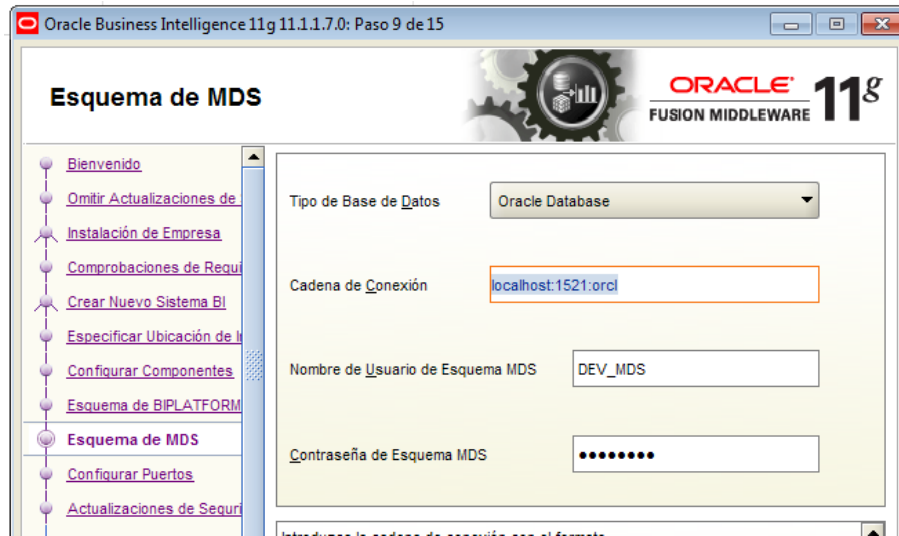 Oracle Business Intelligence 11g 11.1.1.7.0: Paso 9 de 15
Esquema de MDS
ORACLE
FUSION MIDDLEWARE 11g
Bienvenido
Omitir Actualizaciones de
Instalación de Empresa
Comprobaciones de Requi
Crear Nuevo Sistema BI
Especificar Ubicación de I
Configurar Componentes
Esquema de BIPLATFORM
Esquema de MDS
Configurar Puertos
Actualizaciones de Seguri
Tipo de Base de Datos
Oracle Database
Cadena de Conexión
localhost:1521:orcl
Nombre de Usuario de Esquema MDS
DEV_MDS
Contraseña de Esquema MDS
••••••••